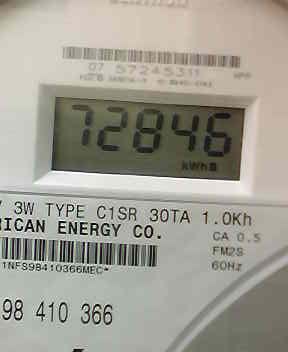 07 57245311
72846
kWh
3W TYPE C1SR 30TA 1.0Kh
RICAN ENERGY CO.
CA 0.5
FM2S
1NFS98410366MEC*
60Hz
98 410 366